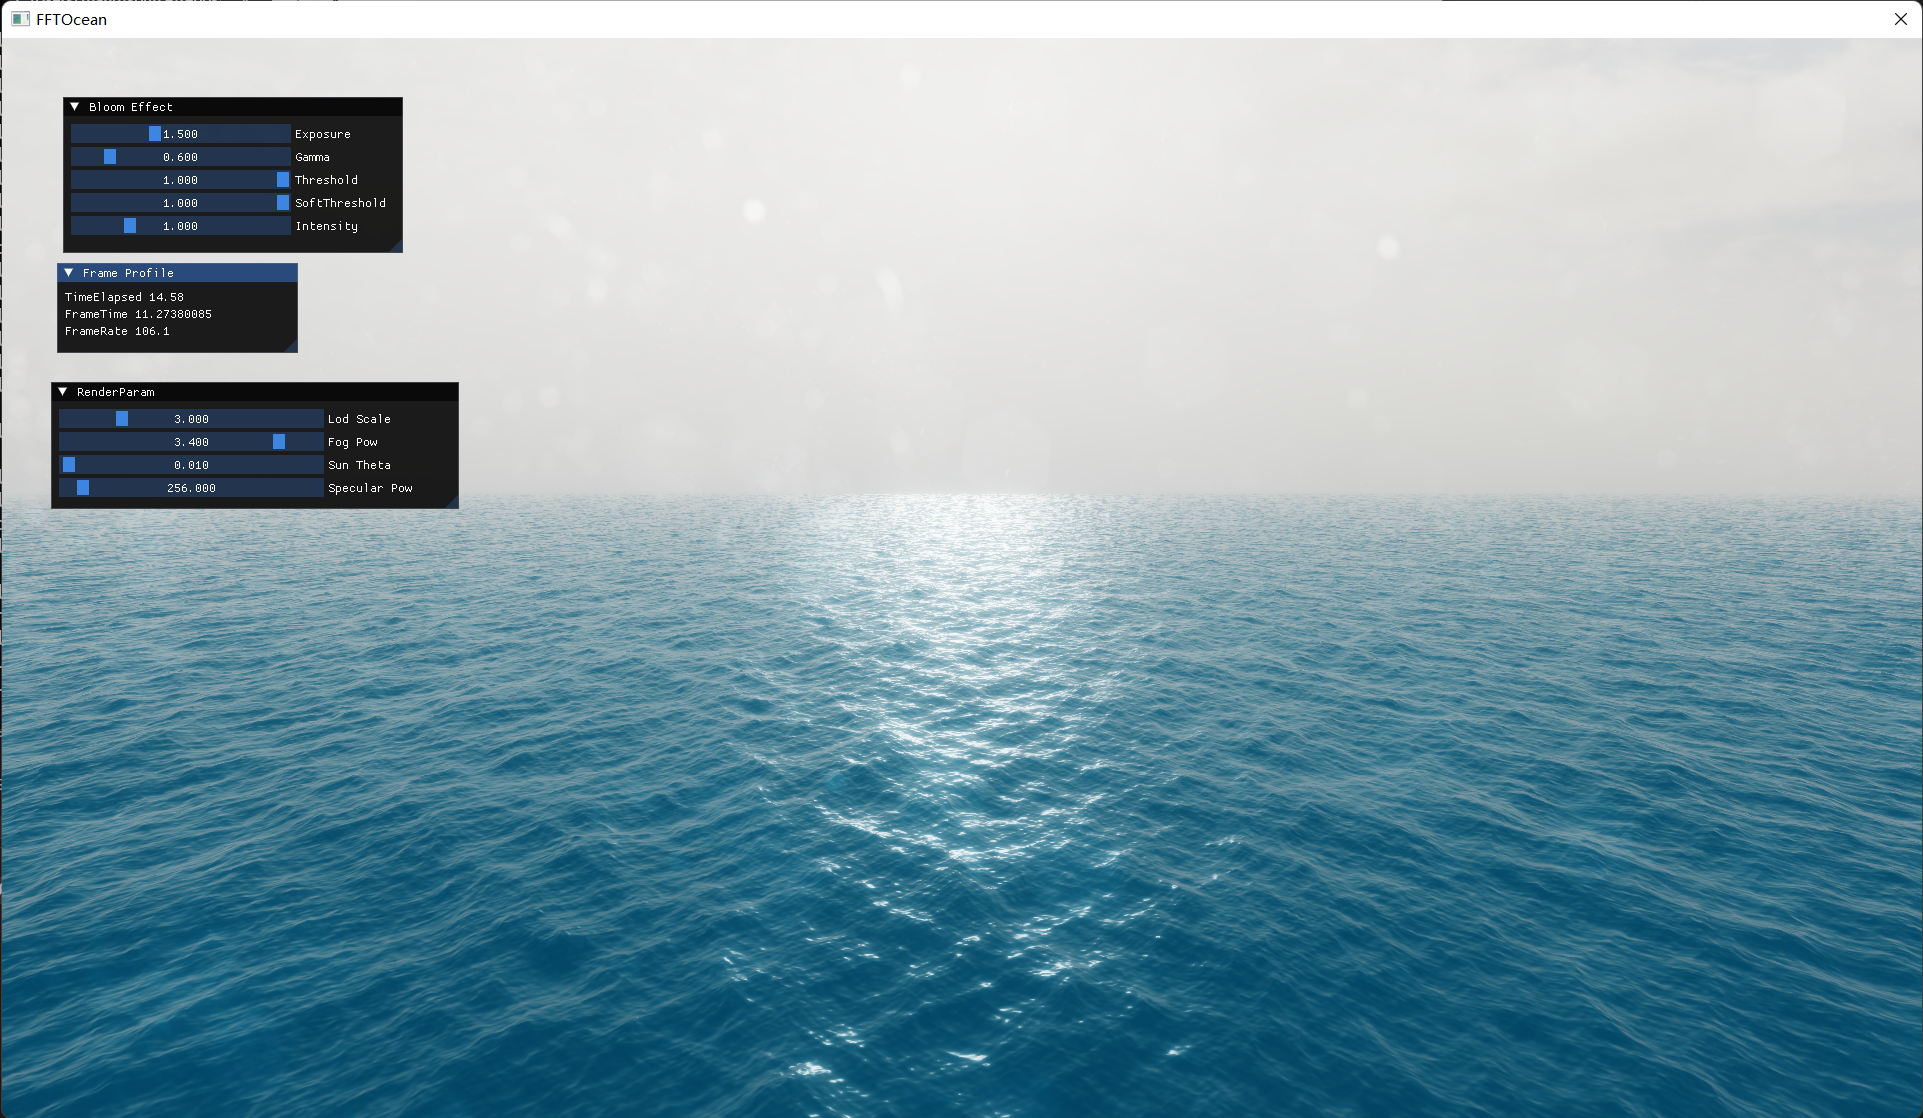 FFTOcean
Bloom Effect
1.500 Exposure
0.600 Gamma
1.000 Threshold
1.000 SoftThreshold
1.000 Intensity
Frame Profile
TimeElapsed 14.58
FrameTime 11.27380085
FrameRate 106.1
RenderParam
3.000 Lod Scale
3.400 Fog Pow
0.010 Sun Theta
256.000 Specular Pow